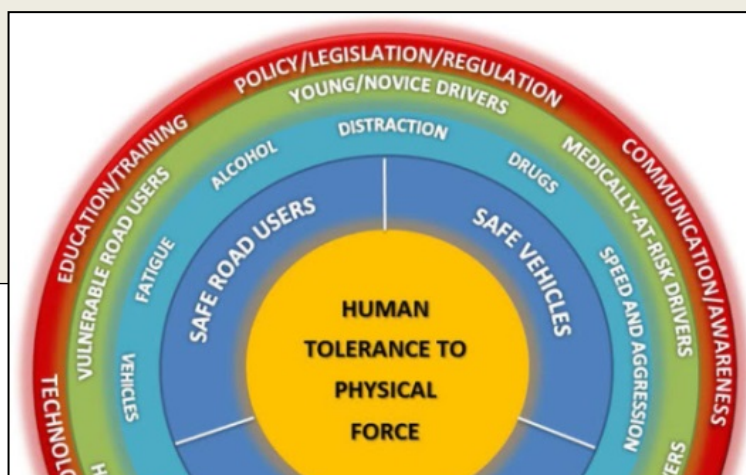 POLICY/LEGISLATION/REGULATION
EDUCATION/TRAINING
COMMUNICATION/AWARENESS
YOUNG/NOVICE DRIVERS
VULNERABLE ROAD USERS
MEDICALLY-AT-RISK DRIVERS
DISTRACTION
ALCOHOL
DRUGS
FATIGUE
SPEED AND AGGRESSION
VEHICLES
SAFE ROAD USERS
SAFE VEHICLES
HUMAN
TOLERANCE TO
PHYSICAL
FORCE